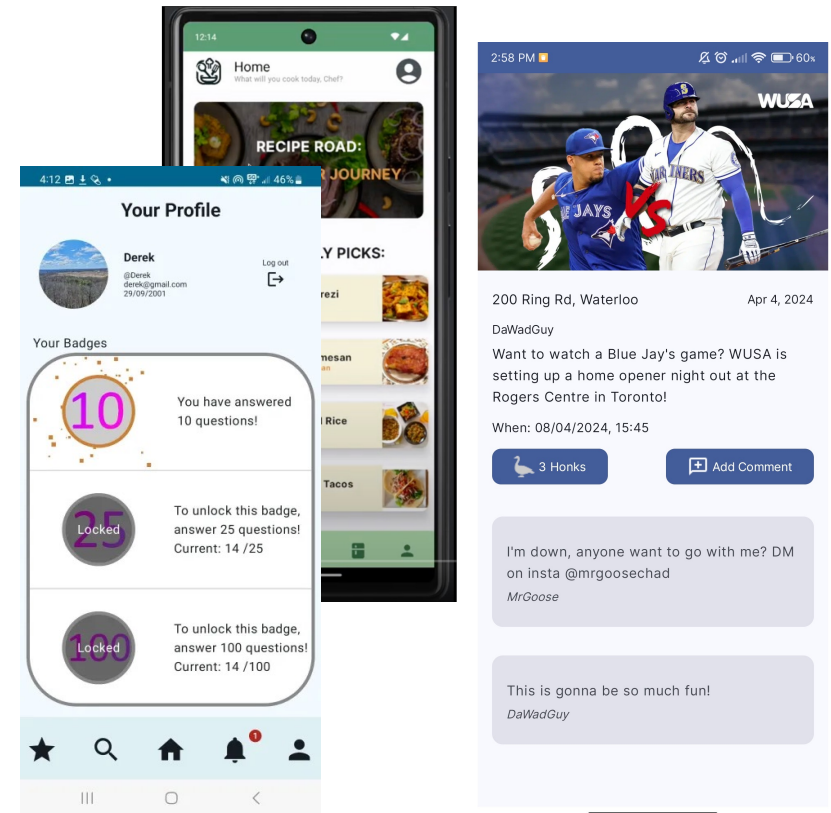 12:14
Home
What will you cook today, Chef?
RECIPE ROAD:
JOURNEY
Y PICKS:
rezi
mesan
an
Rice
Tacos
4:12
46%
Your Profile
Derek
@Derek
derek@gmail.com
29/09/2001
Log out
Your Badges
10
You have answered
10 questions!
25
Locked
To unlock this badge,
answer 25 questions!
Current: 14 /25
100
Locked
To unlock this badge,
answer 100 questions!
Current: 14 /100
1
2:58 PM
60%
WUSA
S
BLUE JAYS
MARINERS
VS
200 Ring Rd, Waterloo
Apr 4, 2024
DaWadGuy
Want to watch a Blue Jay's game? WUSA is
setting up a home opener night out at the
Rogers Centre in Toronto!
When: 08/04/2024, 15:45
3 Honks
Add Comment
I'm down, anyone want to go with me? DM
on insta @mrgoosechad
MrGoose
This is gonna be so much fun!
DaWadGuy